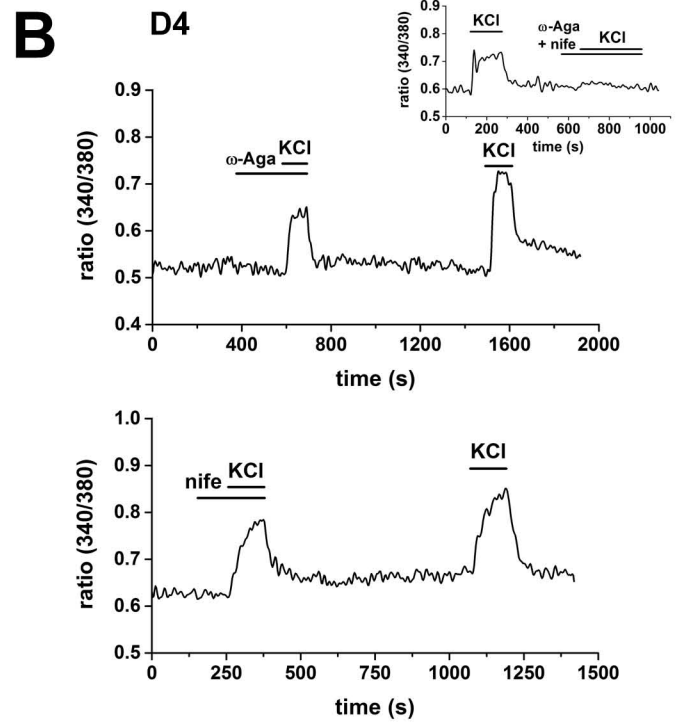 B
D4
0.9
0.8
0.7
0.6
0.5
ratio (340/380)
KCl
ω-Aga
+ nife
KCl
0 200 400 600 800 1000
time (s)
0.9
0.8
0.7
0.6
0.5
0.4
ratio (340/380)
ω-Aga
KCl
KCl
0 400 800 1200 1600 2000
time (s)
1.0
0.9
0.8
0.7
0.6
0.5
ratio (340/380)
nife
KCl
KCl
0 250 500 750 1000 1250 1500
time (s)